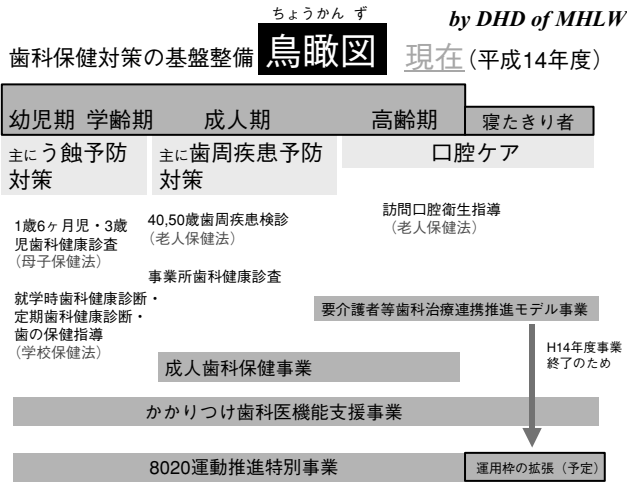 ちょうかん ず
by DHD of MHLW
歯科保健対策の基盤整備 鳥瞰図 現在(平成14年度)
幼児期 学齢期 成人期 高齢期 寝たきり者
主にう蝕予防
対策
主に歯周疾患予防
対策
口腔ケア
1歳6ヶ月児・3歳
児歯科健康診査
(母子保健法)
就学時歯科健康診断・
定期歯科健康診断・
歯の保健指導
(学校保健法)
40,50歳歯周疾患検診
(老人保健法)
事業所歯科健康診査
訪問口腔衛生指導
(老人保健法)
要介護者等歯科治療連携推進モデル事業
H14年度事業
終了のため
成人歯科保健事業
かかりつけ歯科医機能支援事業
8020運動推進特別事業
運用枠の拡張(予定)